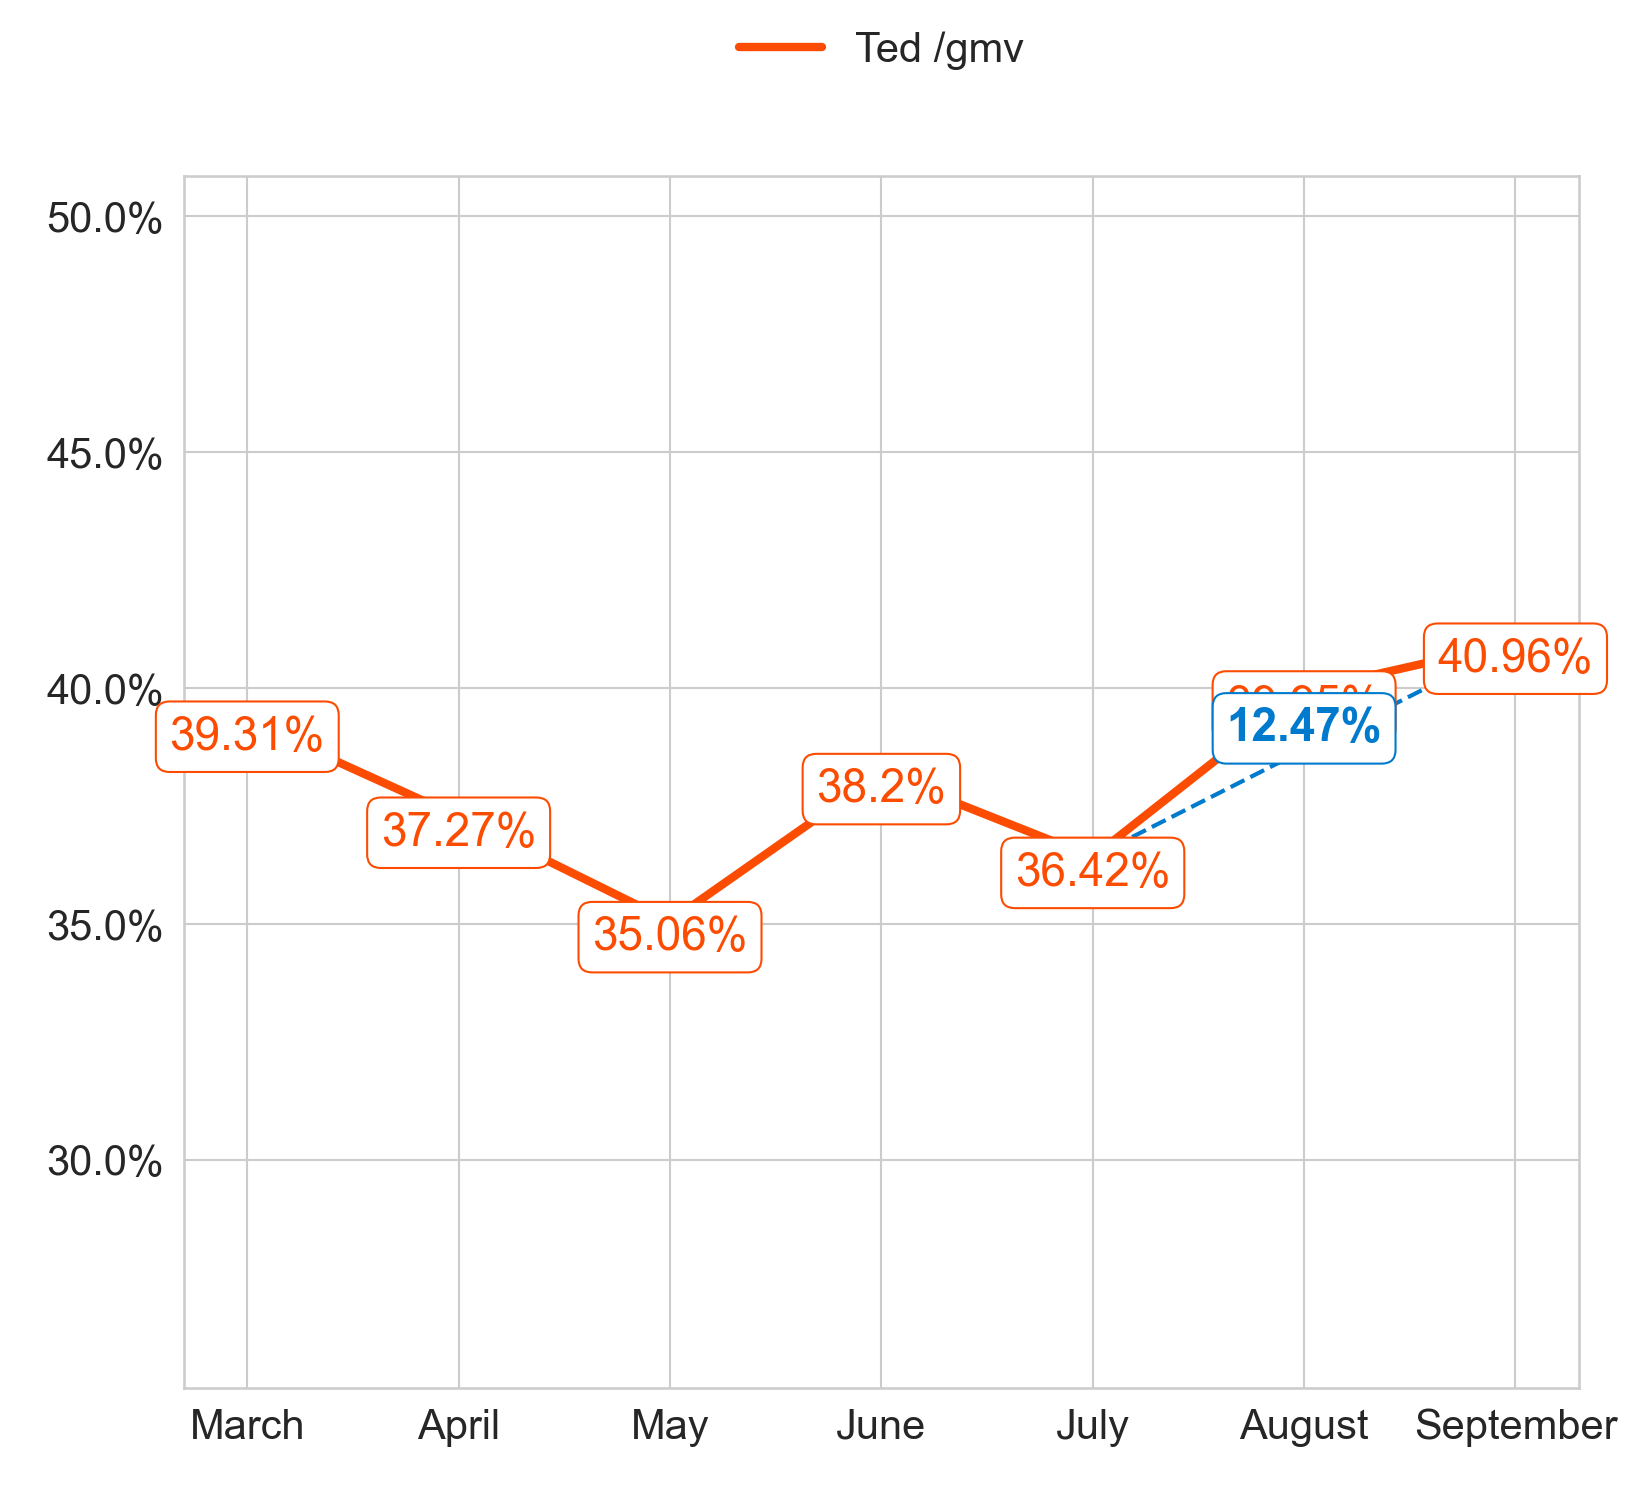 Ted /gmv
50.0%
45.0%
40.0%
35.0%
30.0%
39.31%
37.27%
35.06%
38.2%
36.42%
12.47%
40.96%
March
April
May
June
July
August
September